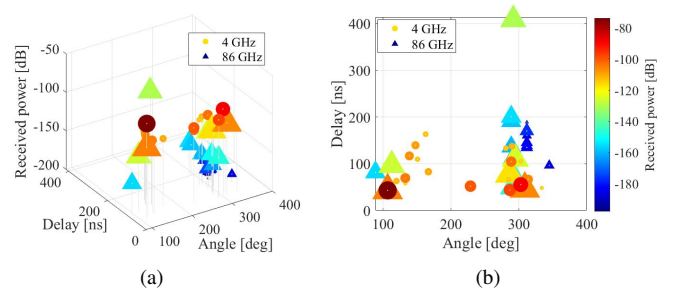 -50
4 GHz
86 GHz
-100
-150
-200
400
200
0
100
200
300
400
Received power [dB]
Delay [ns]
Angle [deg]
(a)
400
300
200
100
0
100
200
300
400
4 GHz
86 GHz
Delay [ns]
Angle [deg]
-80
-100
-120
-140
-160
-180
Received power [dB]
(b)